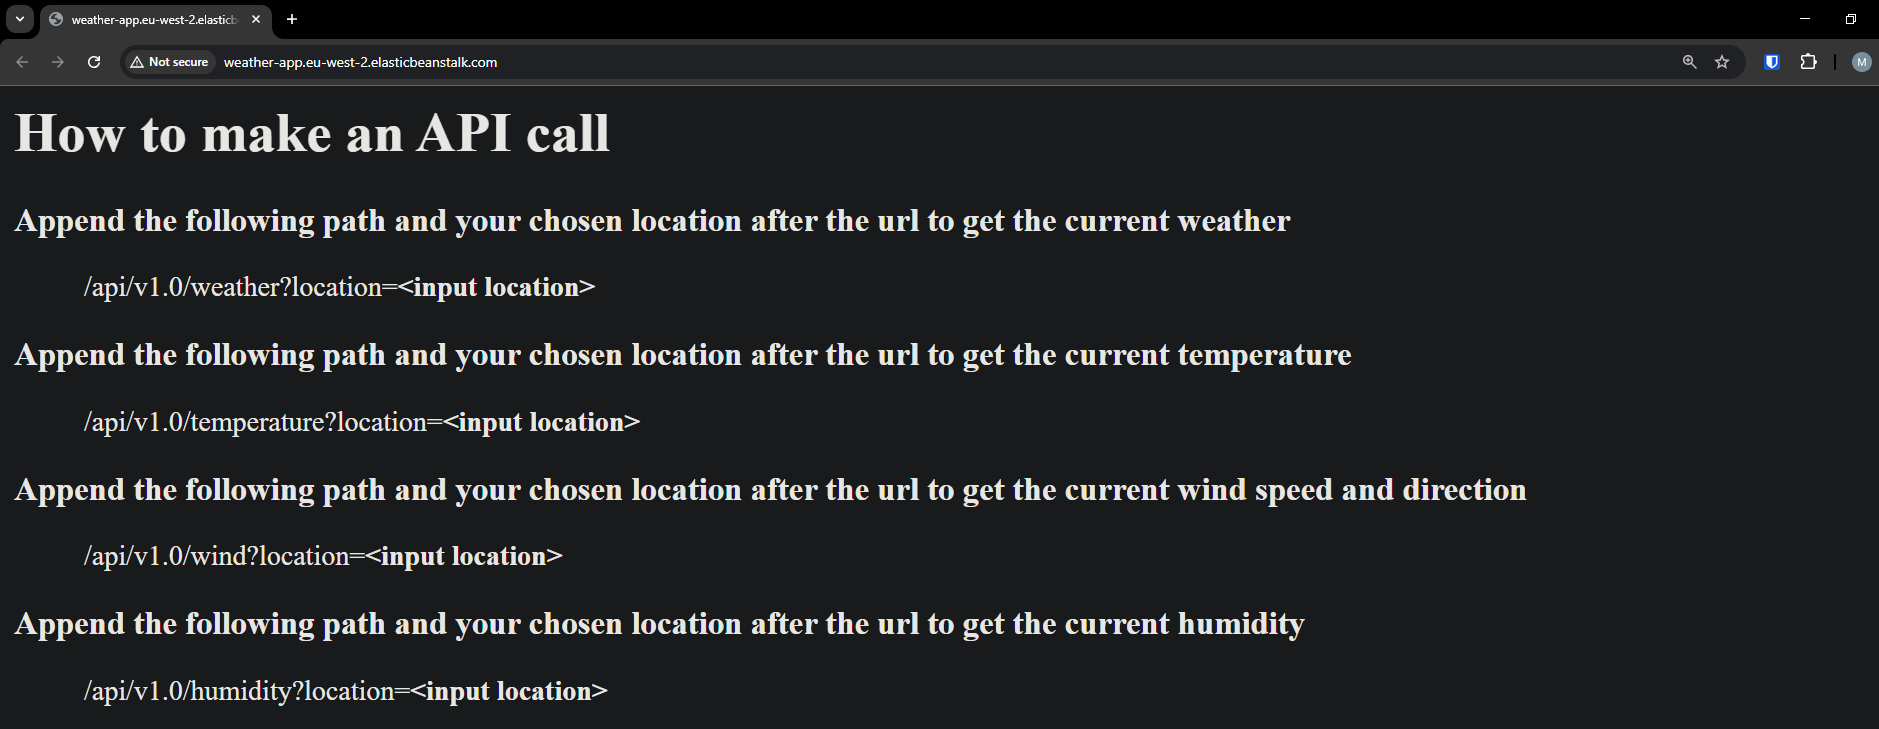 weather-app.eu-west-2.elasticb
Not secure
weather-app.eu-west-2.elasticbeanstalk.com
M
How to make an API call
Append the following path and your chosen location after the url to get the current weather
/api/v1.0/weather?location=<input location>
Append the following path and your chosen location after the url to get the current temperature
/api/v1.0/temperature?location=<input location>
Append the following path and your chosen location after the url to get the current wind speed and direction
/api/v1.0/wind?location=<input location>
Append the following path and your chosen location after the url to get the current humidity
/api/v1.0/humidity?location=<input location>